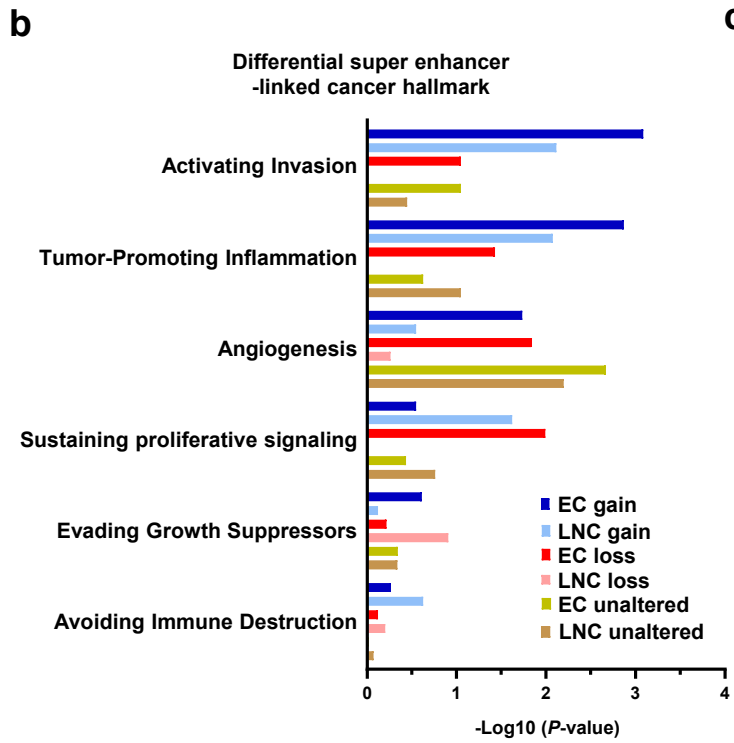 b
Differential super enhancer
-linked cancer hallmark
Activating Invasion
Tumor-Promoting Inflammation
Angiogenesis
Sustaining proliferative signaling
Evading Growth Suppressors
Avoiding Immune Destruction
EC gain
LNC gain
EC loss
LNC loss
EC unaltered
LNC unaltered
0 1 2 3 4
-Log10 (P-value)